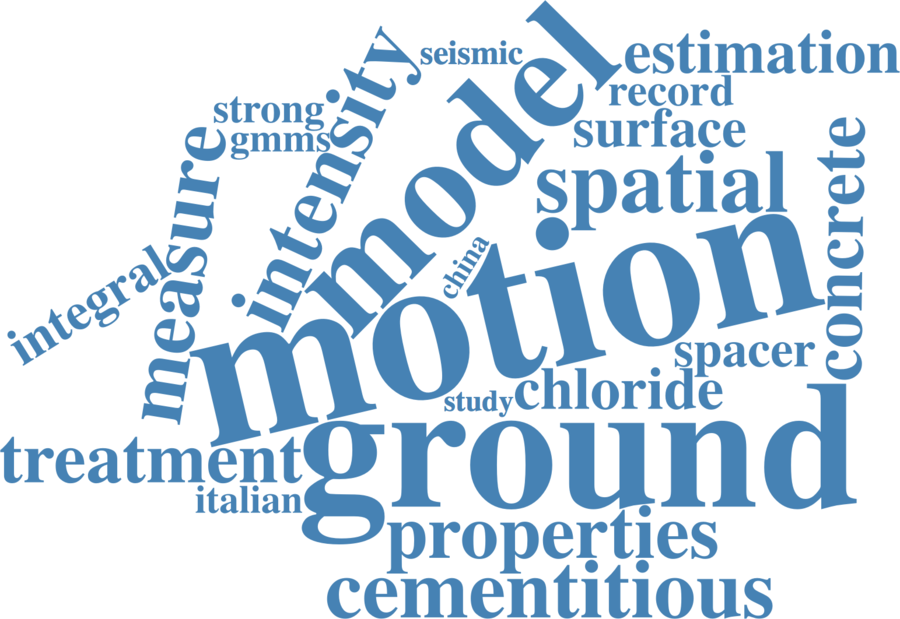 seismic
estimation
record
strong
gmms
intensity
model
surface
spatial
concrete
measure
integral
china
motion
spacer
chloride
study
ground
treatment
italian
properties
cementitious